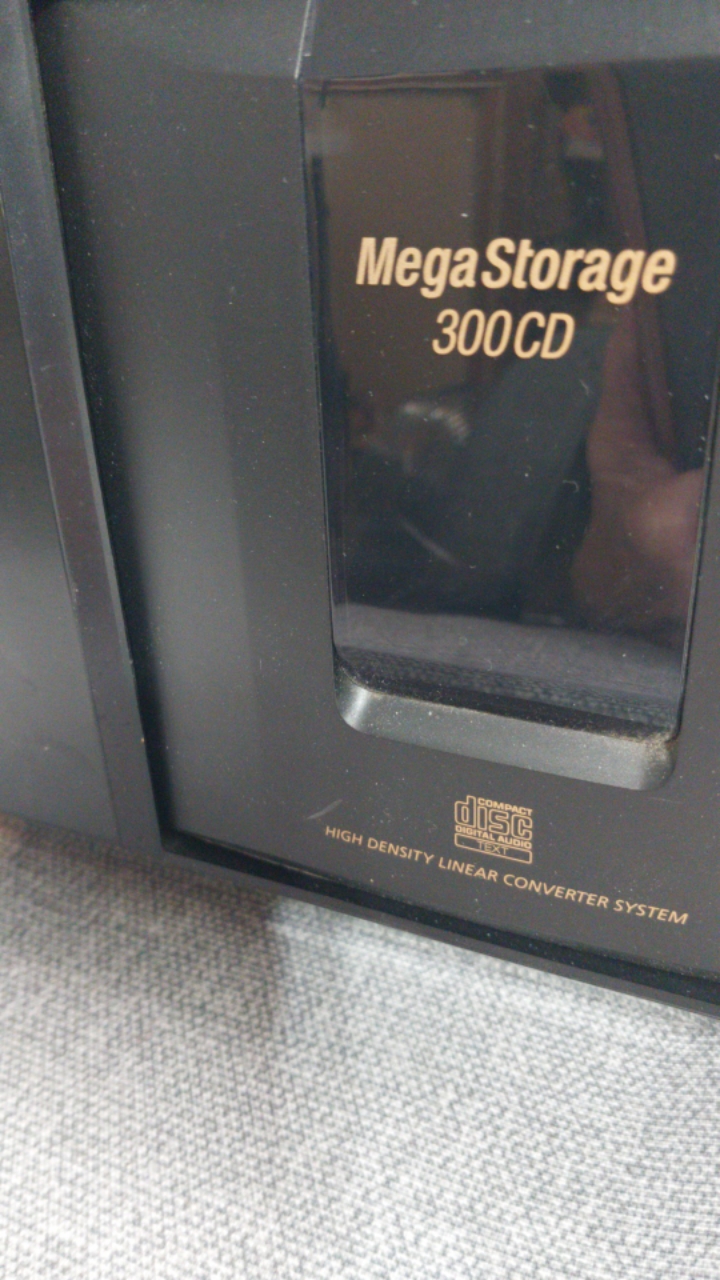 MegaStorage
300CD
COMPACT
disc
DIGITAL AUDIO
TEXT
HIGH DENSITY LINEAR CONVERTER SYSTEM